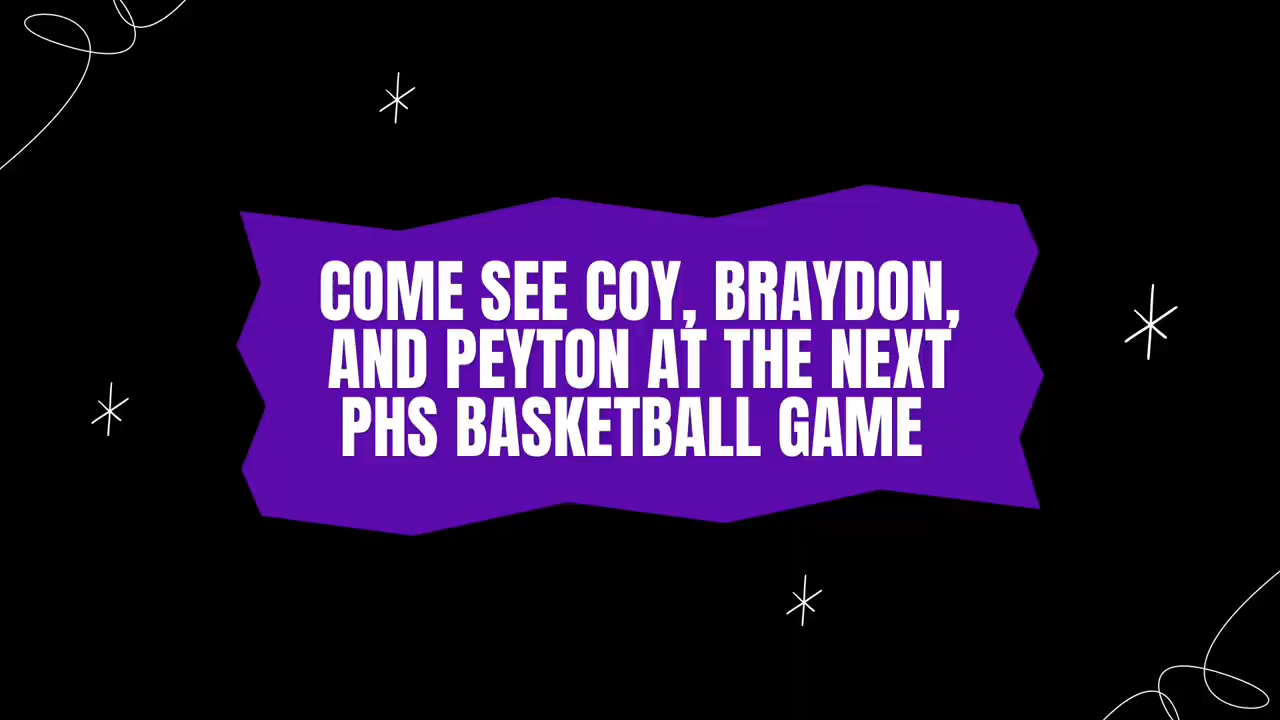 COME SEE COY, BRAYDON,
AND PEYTON AT THE NEXT
PHS BASKETBALL GAME